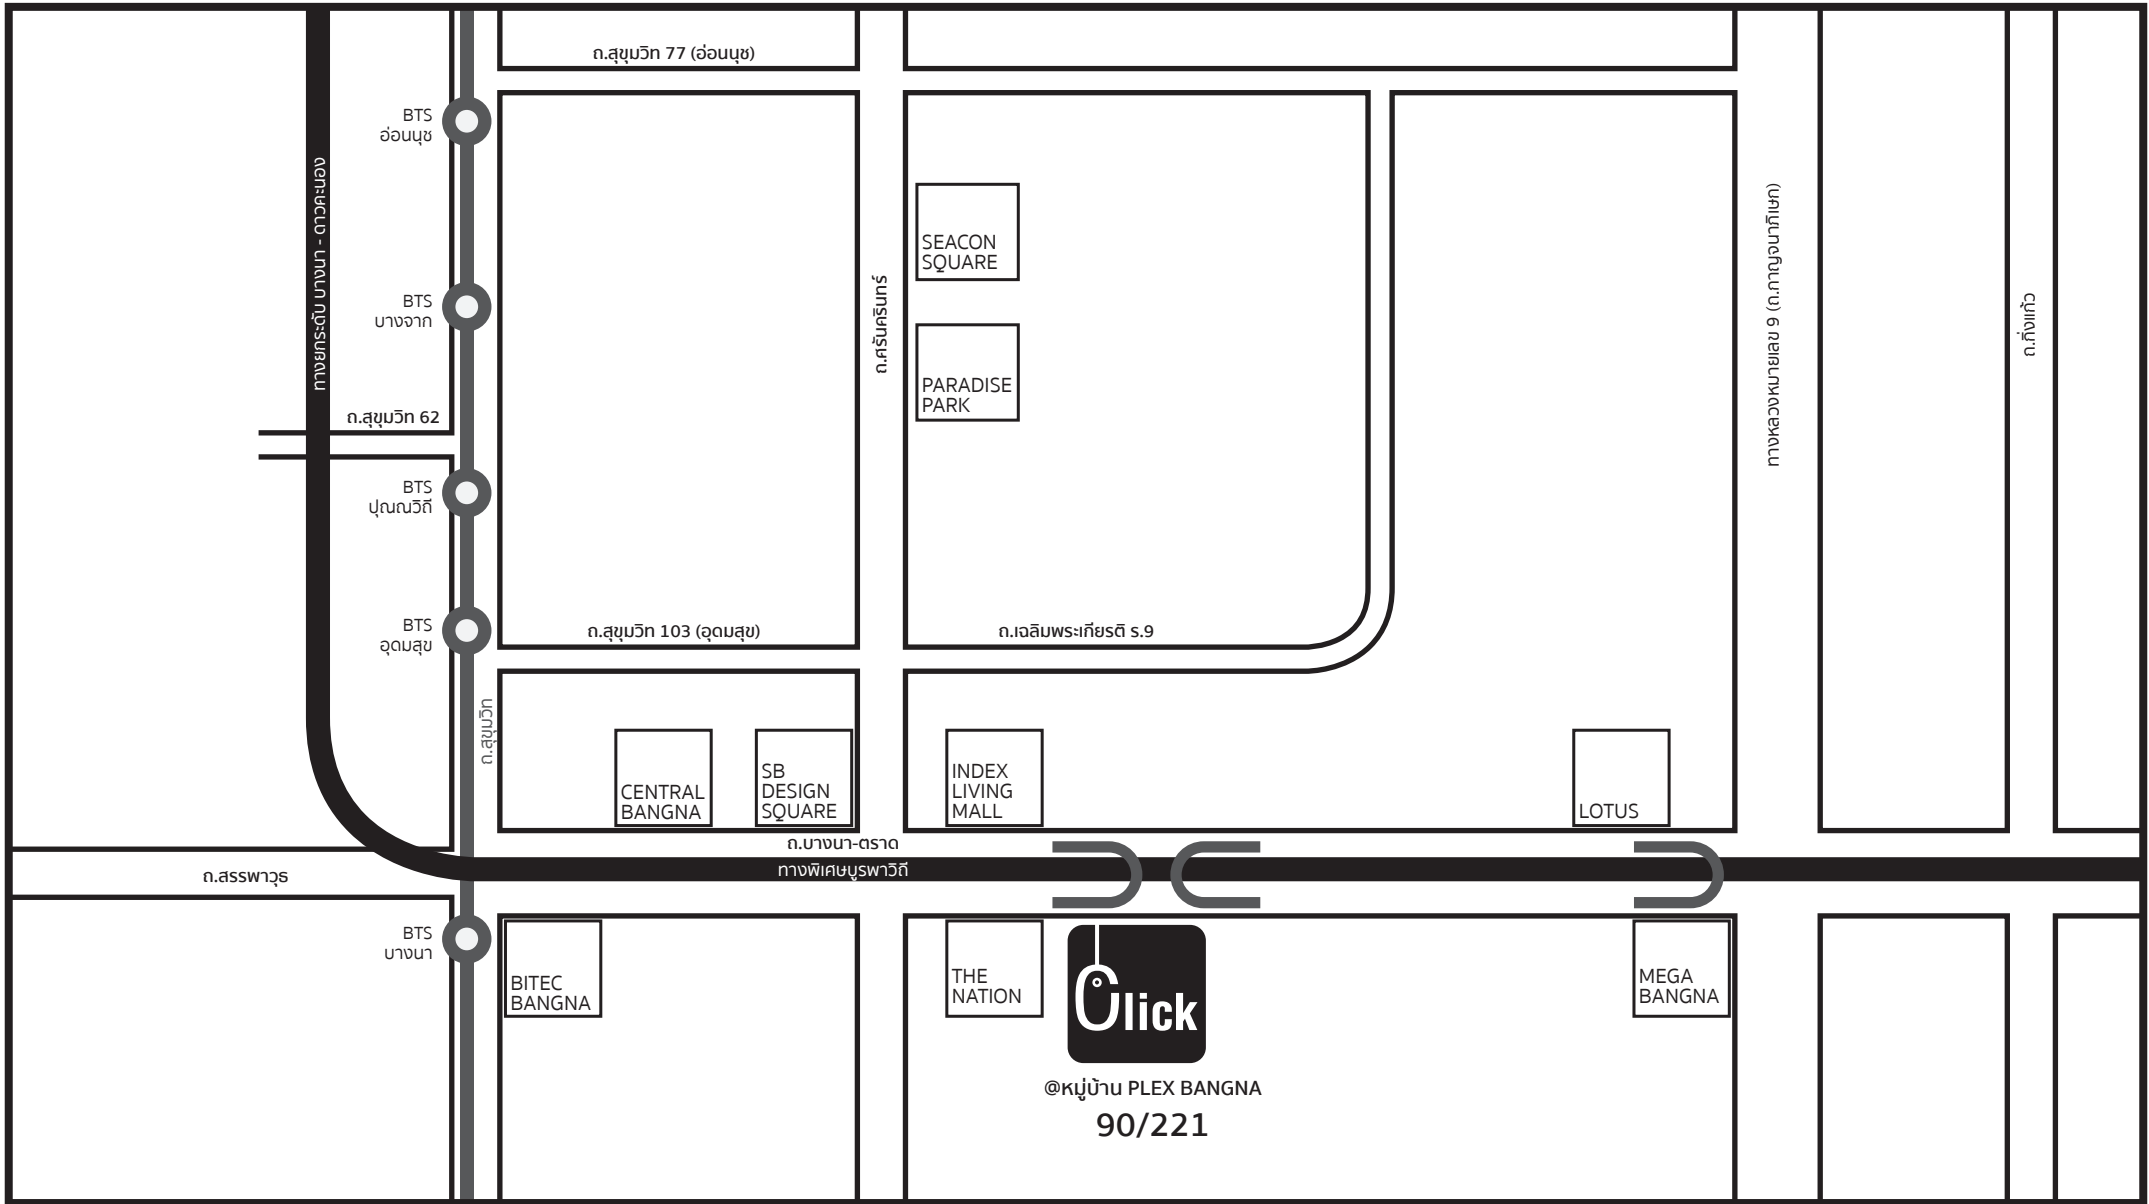 ถ.สุขุมวิท 77 (อ่อนนุช)
BTS
อ่อนนุช
ทางยกระดับ บางนา - อาจณรงค์
SEACON
SQUARE
ทางหลวงหมายเลข 9 (ถ.กาญจนาภิเษก)
ถ.ศรีนครินทร์
BTS
บางจาก
ถ.กิ่งแก้ว
PARADISE
PARK
ถ.สุขุมวิท 62
BTS
ปุณณวิถี
BTS
อุดมสุข
ถ.สุขุมวิท 103 (อุดมสุข)
ถ.เฉลิมพระเกียรติ ร.9
ถ.สุขุมวิท
CENTRAL
BANGNA
SB
DESIGN
SQUARE
INDEX
LIVING
MALL
LOTUS
ถ.บางนา-ตราด
ทางพิเศษบูรพาวิถี
ถ.สรรพาวุธ
BTS
บางนา
BITEC
BANGNA
THE
NATION
Click
MEGA
BANGNA
@หมู่บ้าน PLEX BANGNA
90/221